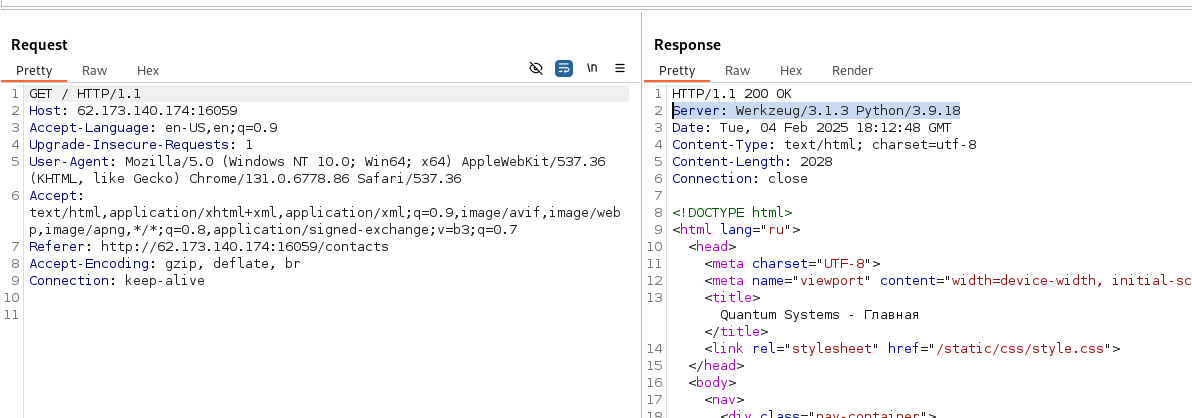 Request
Pretty Raw Hex
\n
1 GET / HTTP/1.1
2 Host: 62.173.140.174:16059
3 Accept-Language: en-US,en;q=0.9
4 Upgrade-Insecure-Requests: 1
5 User-Agent: Mozilla/5.0 (Windows NT 10.0; Win64; x64) AppleWebKit/537.36
(KHTML, like Gecko) Chrome/131.0.6778.86 Safari/537.36
6 Accept:
text/html,application/xhtml+xml,application/xml;q=0.9,image/avif,image/web
p,image/apng,*/*;q=0.8,application/signed-exchange;v=b3;q=0.7
7 Referer: http://62.173.140.174:16059/contacts
8 Accept-Encoding: gzip, deflate, br
9 Connection: keep-alive
10
11
Response
Pretty Raw Hex Render
1 HTTP/1.1 200 OK
2 Server: Werkzeug/3.1.3 Python/3.9.18
3 Date: Tue, 04 Feb 2025 18:12:48 GMT
4 Content-Type: text/html; charset=utf-8
5 Content-Length: 2028
6 Connection: close
7
8 <!DOCTYPE html>
9 <html lang="ru">
10 <head>
11 <meta charset="UTF-8">
12 <meta name="viewport" content="width=device-width, initial-sc
13 <title>
Quantum Systems - Главная
</title>
14 <link rel="stylesheet" href="/static/css/style.css">
15 </head>
16 <body>
17 <nav>
18 <div class="nav-container">